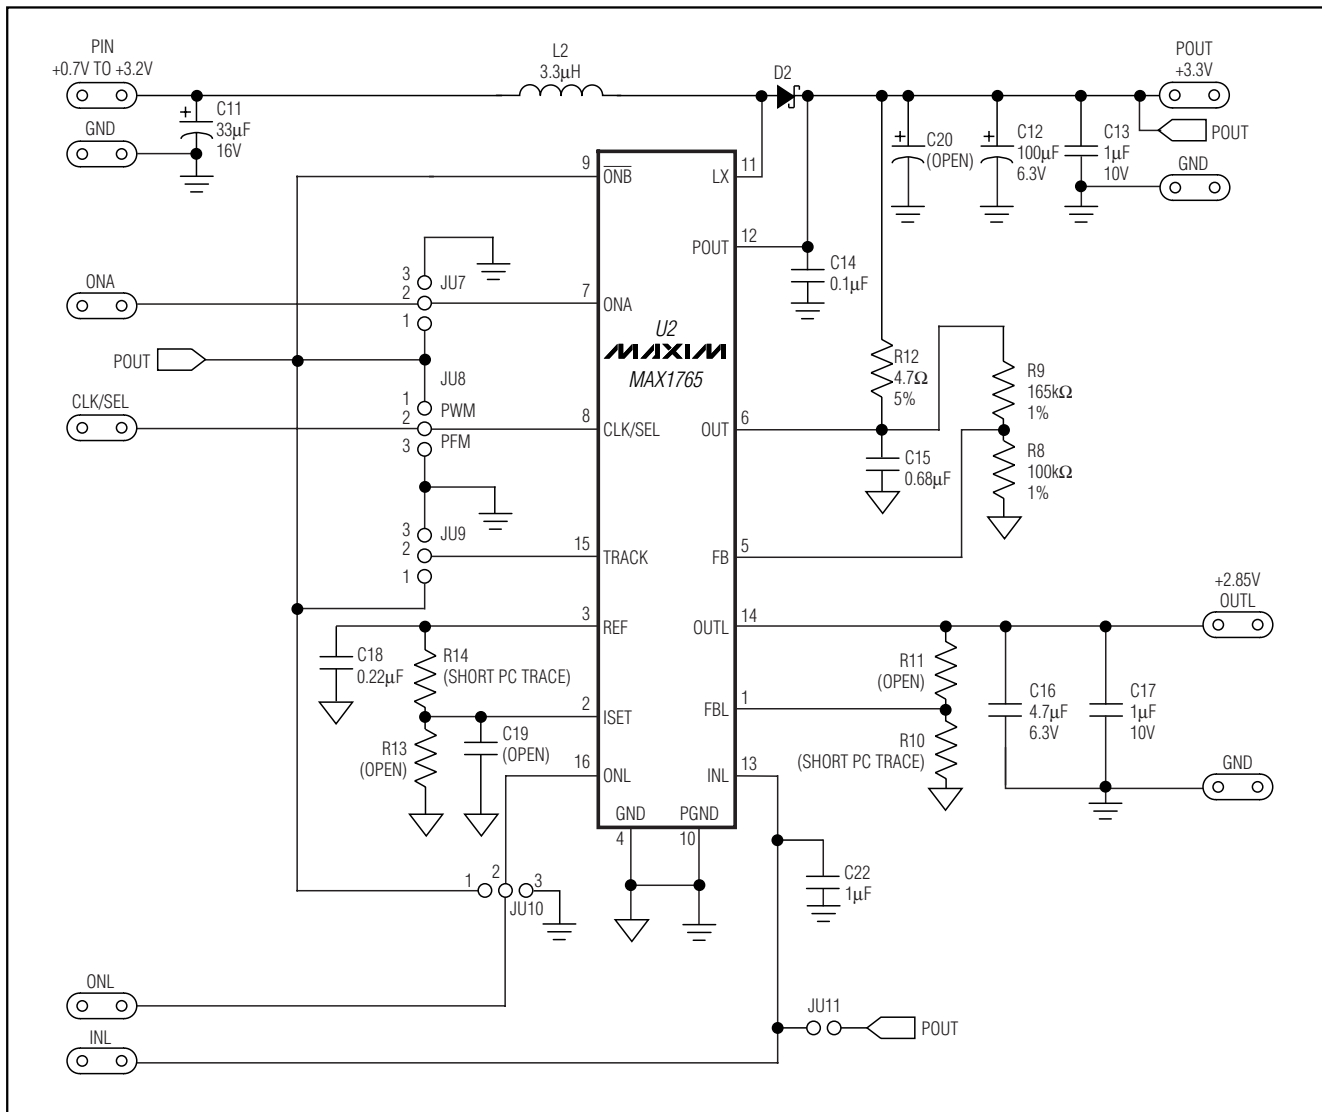 PIN
+0.7V TO +3.2V
L2
3.3µH
D2
POUT
+3.3V
+
C11
33µF
16V
GND
+
C20
(OPEN)
+
C12
100µF
6.3V
C13
1µF
10V
POUT
GND
9
ONB
LX
11
POUT
12
C14
0.1µF
3
JU7
2
1
ONA
7
ONA
U2
MAXIM
MAX1765
POUT
JU8
R12
4.7Ω
5%
R9
165kΩ
1%
CLK/SEL
1
PWM
2
PFM
3
8
CLK/SEL
OUT
6
C15
0.68µF
R8
100kΩ
1%
3
JU9
2
1
15
TRACK
FB
5
+2.85V
OUTL
3
REF
OUTL
14
C18
0.22µF
R14
(SHORT PC TRACE)
R11
(OPEN)
C16
4.7µF
6.3V
C17
1µF
10V
2
ISET
FBL
1
R13
(OPEN)
C19
(OPEN)
R10
(SHORT PC TRACE)
16
ONL
INL
13
GND
GND
PGND
4
10
C22
1µF
1
2
3
JU10
ONL
INL
JU11
POUT